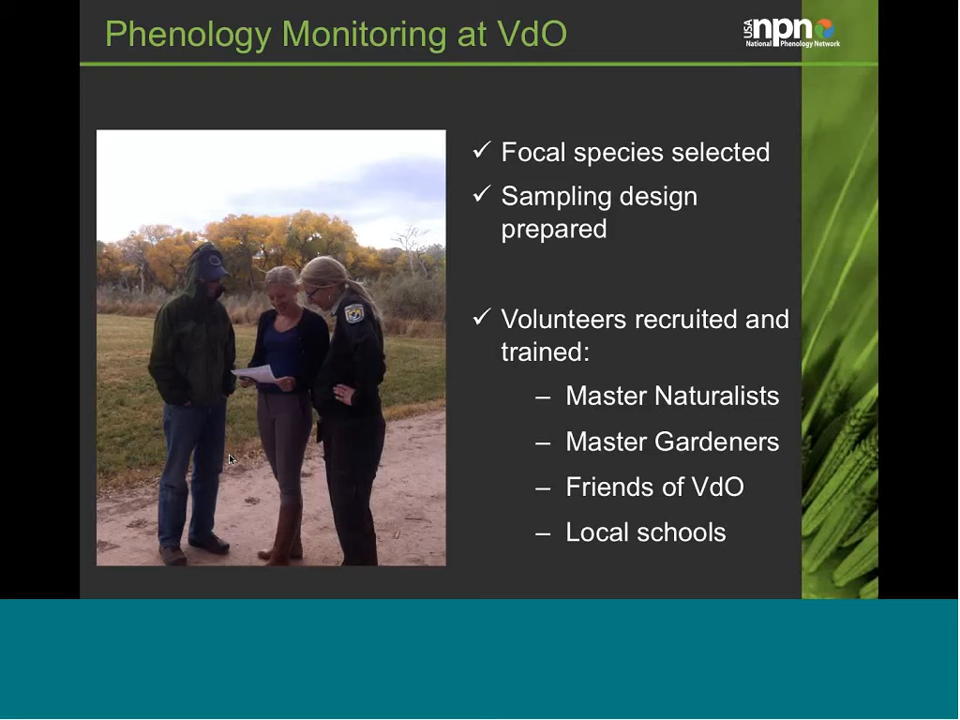 Phenology Monitoring at VdO
USA npn
National Phenology Network
✓ Focal species selected
✓ Sampling design
prepared
✓ Volunteers recruited and
trained:
– Master Naturalists
– Master Gardeners
– Friends of VdO
– Local schools